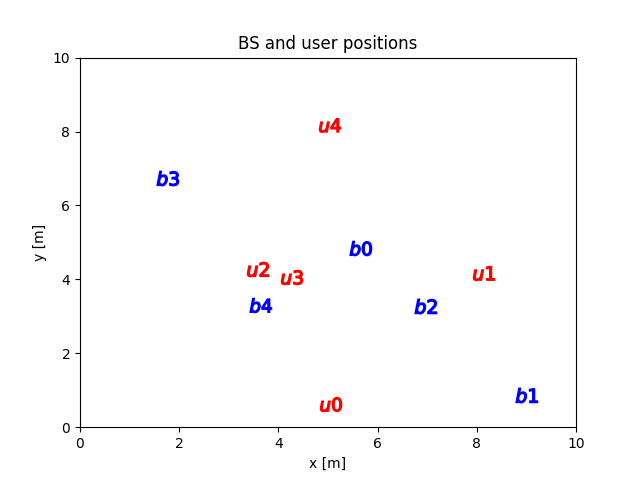 BS and user positions
10
u4
8
b3
6
b0
y [m]
u2
u3
u1
4
b4
b2
2
b1
u0
0
0 2 4 6 8 10
x [m]